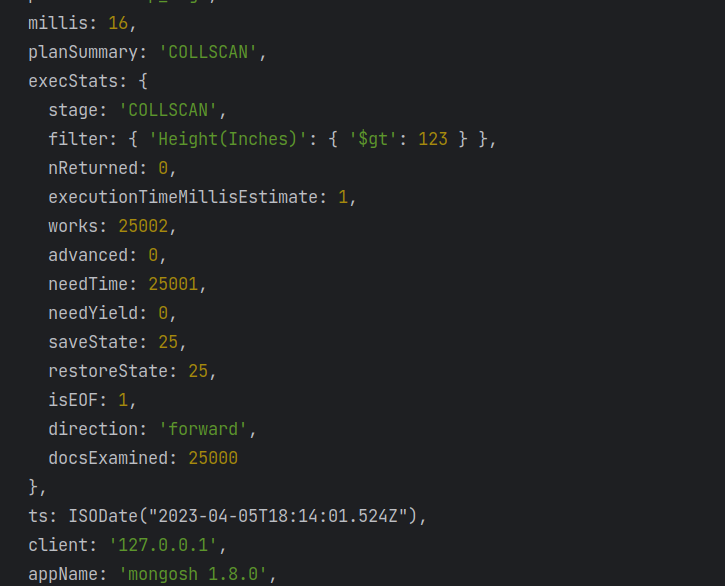 millis: 16,
planSummary: 'COLLSCAN',
execStats: {
stage: 'COLLSCAN',
filter: { 'Height(Inches)': { '$gt': 123 } },
nReturned: 0,
executionTimeMillisEstimate: 1,
works: 25002,
advanced: 0,
needTime: 25001,
needYield: 0,
saveState: 25,
restoreState: 25,
isEOF: 1,
direction: 'forward',
docsExamined: 25000
},
ts: ISODate("2023-04-05T18:14:01.524Z"),
client: '127.0.0.1',
appName: 'mongosh 1.8.0',